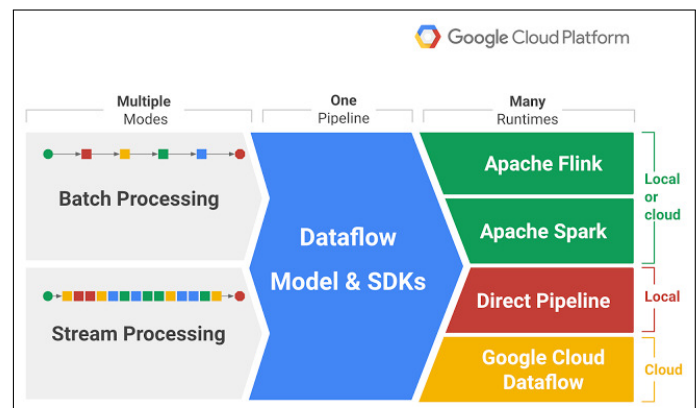 Google Cloud Platform
Multiple
Modes
One
Pipeline
Many
Runtimes
Batch Processing
Stream Processing
Dataflow
Model & SDKs
Apache Flink
Apache Spark
Direct Pipeline
Google Cloud
Dataflow
Local
or
cloud
Local
Cloud